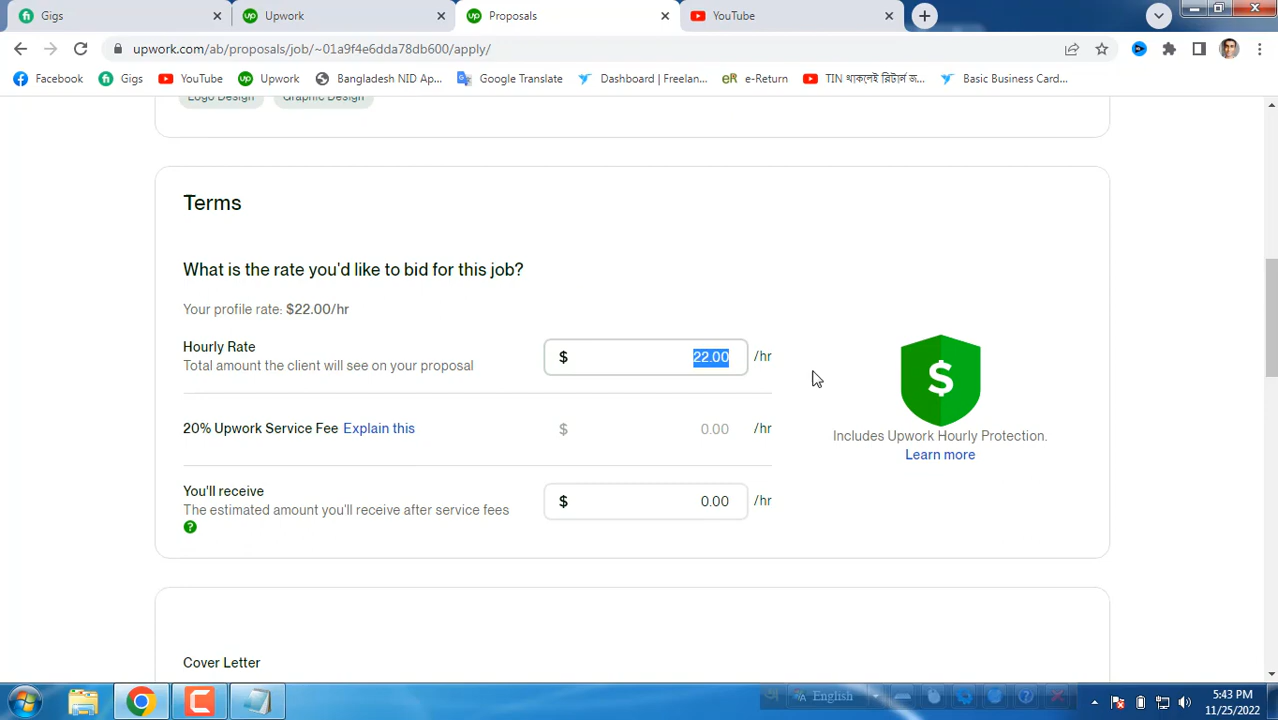 Gigs
Upwork
Proposals
YouTube
upwork.com/ab/proposals/job/~01a9f4e6dda78db600/apply/
Facebook
Gigs
YouTube
Upwork
Bangladesh NID Ap...
Google Translate
Dashboard | Freelan...
e-Return
TIN থাকলেই রিটার্ন জ...
Basic Business Card...
Logo Design
Graphic Design
Terms
What is the rate you'd like to bid for this job?
Your profile rate: $22.00/hr
Hourly Rate
Total amount the client will see on your proposal
$ 22.00 /hr
20% Upwork Service Fee Explain this
$ 0.00 /hr
You'll receive
The estimated amount you'll receive after service fees
$ 0.00 /hr
Includes Upwork Hourly Protection.
Learn more
Cover Letter
English
5:43 PM
11/25/2022